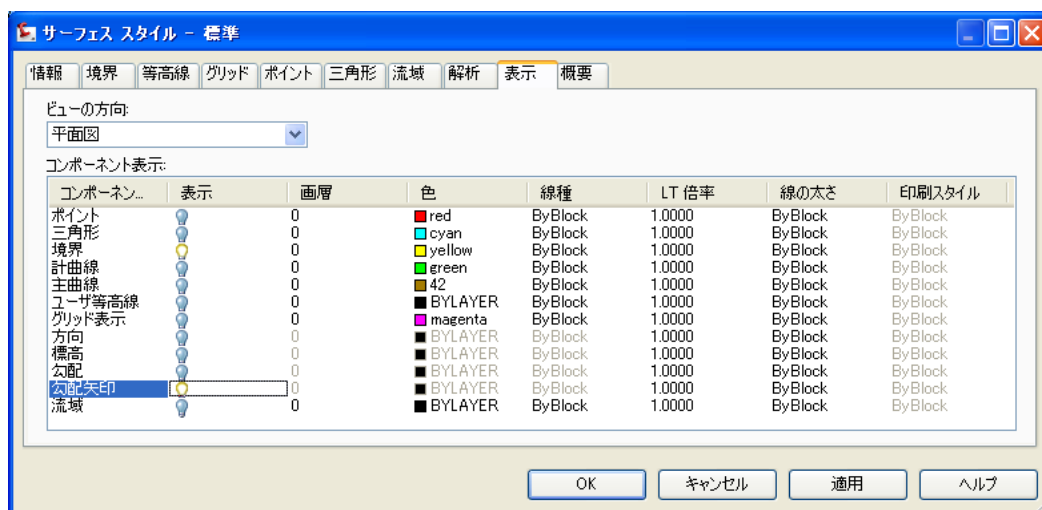 サーフェス スタイル - 標準
情報 境界 等高線 グリッド ポイント 三角形 流域 解析 表示 概要
ビューの方向:
平面図
コンポーネント表示:
コンポーネン... 表示 画層 色 線種 LT 倍率 線の太さ 印刷スタイル
ポイント 0 red ByBlock 1.0000 ByBlock ByBlock
三角形 0 cyan ByBlock 1.0000 ByBlock ByBlock
境界 0 yellow ByBlock 1.0000 ByBlock ByBlock
計曲線 0 green ByBlock 1.0000 ByBlock ByBlock
主曲線 0 42 ByBlock 1.0000 ByBlock ByBlock
ユーザ等高線 0 BYLAYER ByBlock 1.0000 ByBlock ByBlock
グリッド表示 0 magenta ByBlock 1.0000 ByBlock ByBlock
方向 0 BYLAYER ByBlock 1.0000 ByBlock ByBlock
標高 0 BYLAYER ByBlock 1.0000 ByBlock ByBlock
勾配 0 BYLAYER ByBlock 1.0000 ByBlock ByBlock
勾配矢印 0 BYLAYER ByBlock 1.0000 ByBlock ByBlock
流域 0 BYLAYER ByBlock 1.0000 ByBlock ByBlock
OK キャンセル 適用 ヘルプ